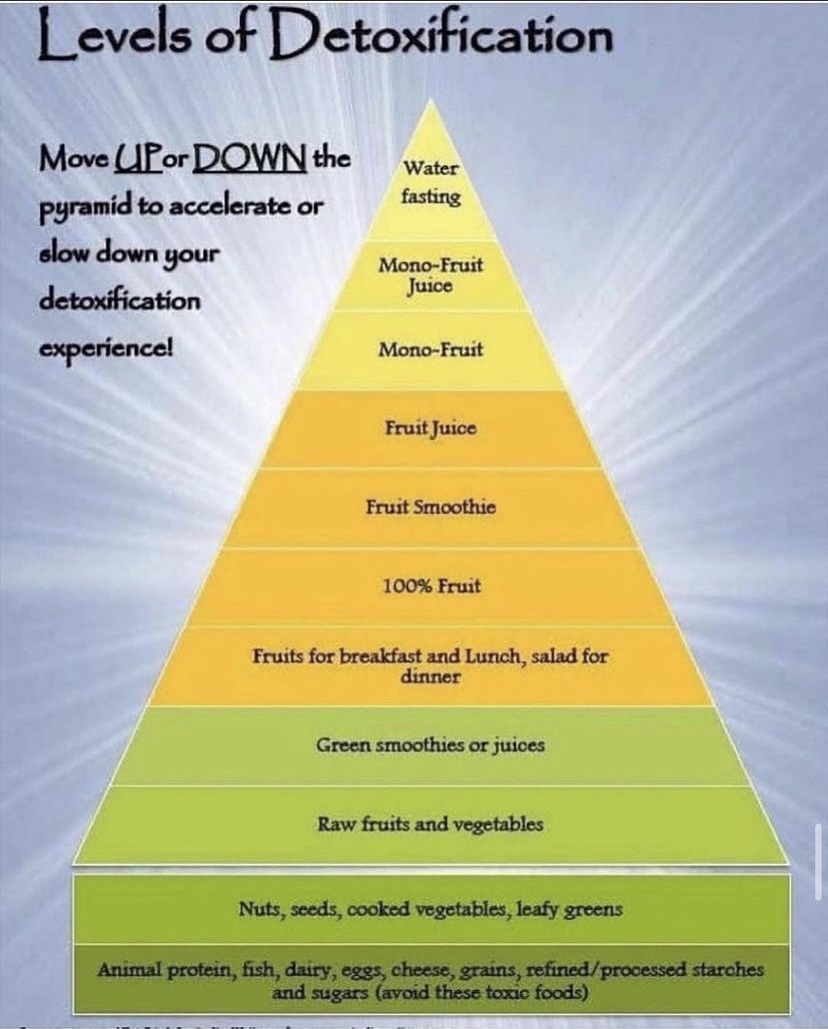 Levels of Detoxification
Move UP or DOWN the
pyramid to accelerate or
slow down your
detoxification
experience!
Water
fasting
Mono-Fruit
Juice
Mono-Fruit
Fruit Juice
Fruit Smoothie
100% Fruit
Fruits for breakfast and Lunch, salad for
dinner
Green smoothies or juices
Raw fruits and vegetables
Nuts, seeds, cooked vegetables, leafy greens
Animal protein, fish, dairy, eggs, cheese, grains, refined/processed starches
and sugars (avoid these toxic foods)